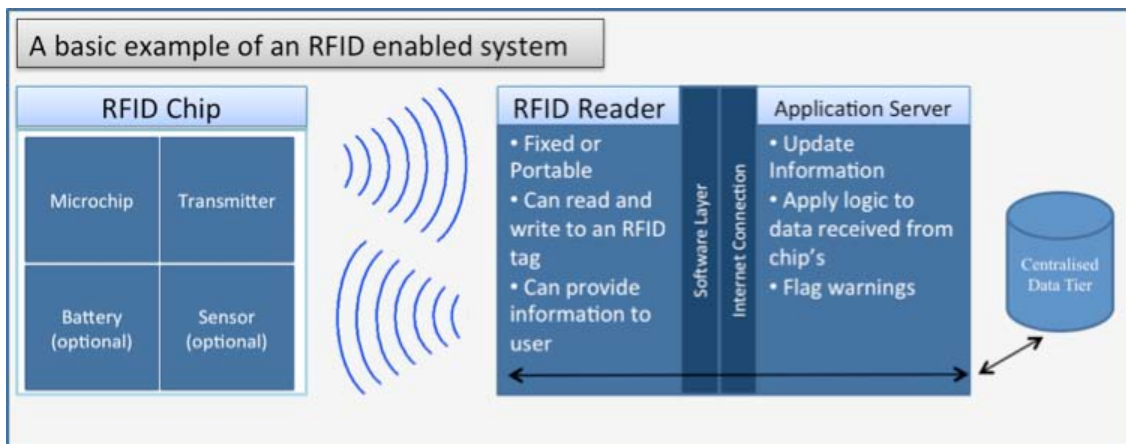 A basic example of an RFID enabled system
RFID Chip
Microchip
Transmitter
Battery
(optional)
Sensor
(optional)
RFID Reader
• Fixed or
Portable
• Can read and
write to an RFID
tag
• Can provide
information to
user
Software Layer
Internet Connection
Application Server
• Update
Information
• Apply logic to
data received from
chip's
• Flag warnings
Centralised
Data Tier